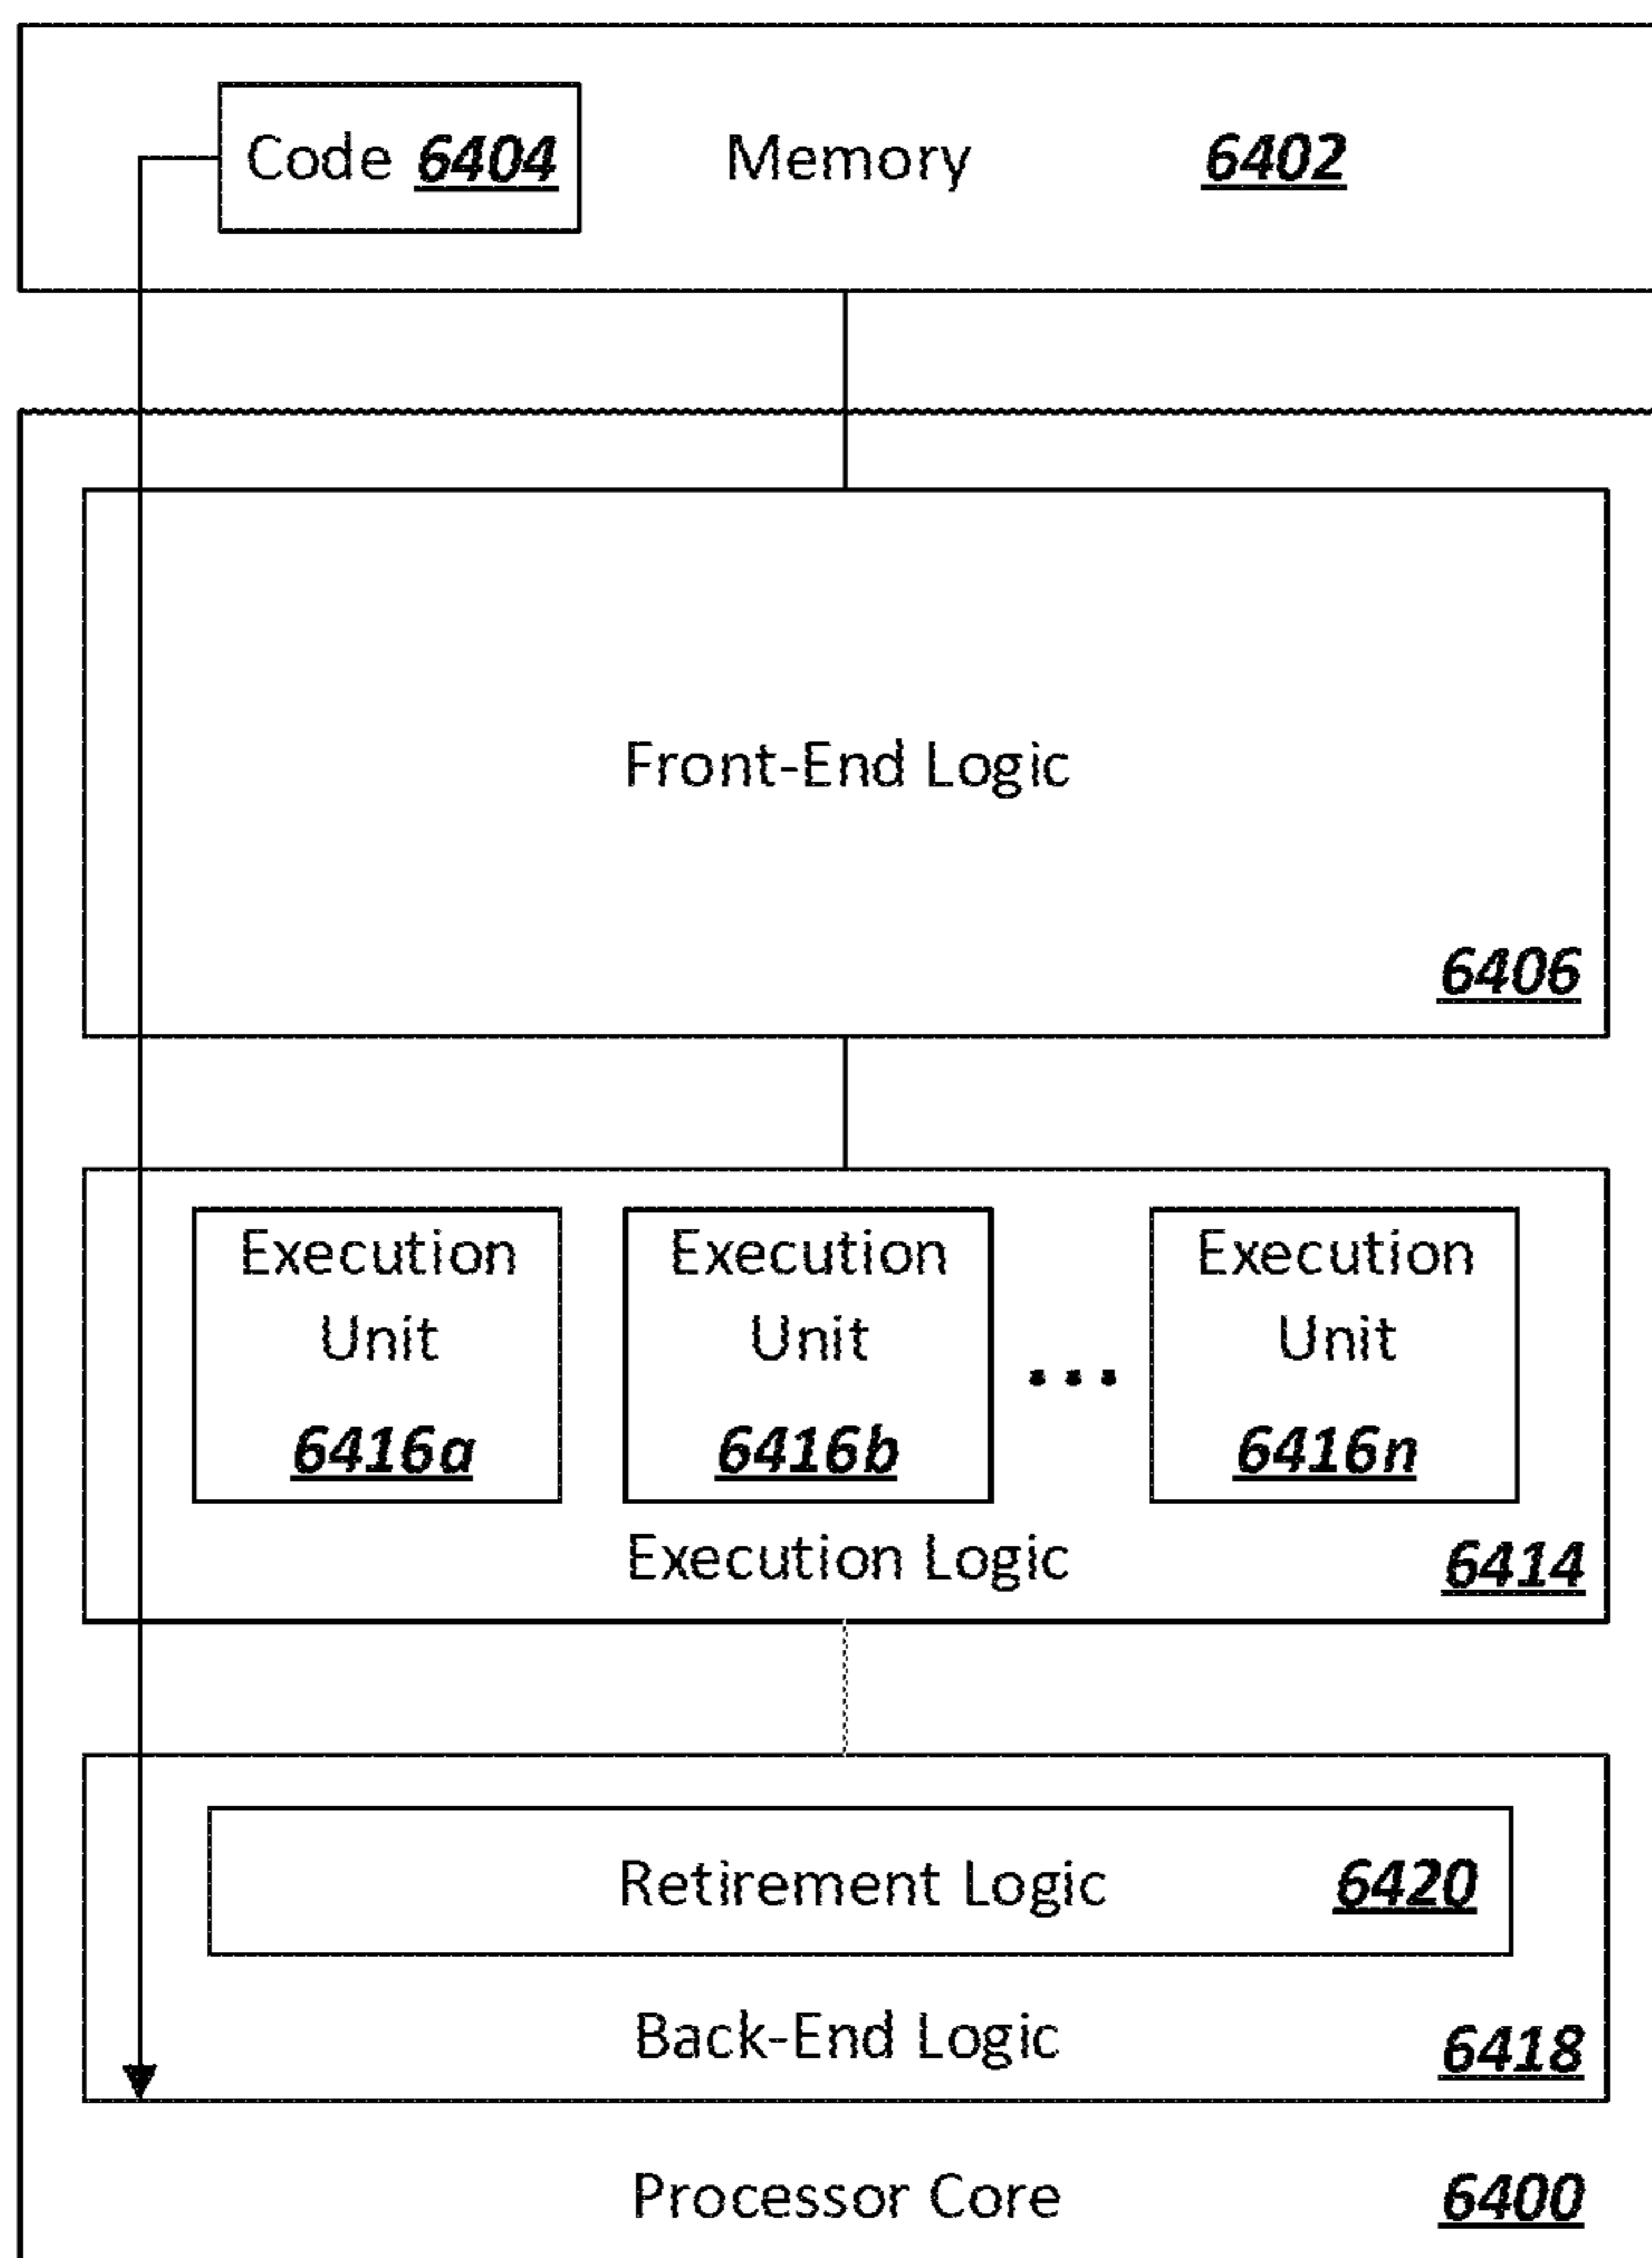 Code 6404 Memory 6402
Front-End Logic
6406
Execution Unit 6416a
Execution Unit 6416b
...
Execution Unit 6416n
Execution Logic 6414
Retirement Logic 6420
Back-End Logic 6418
Processor Core 6400